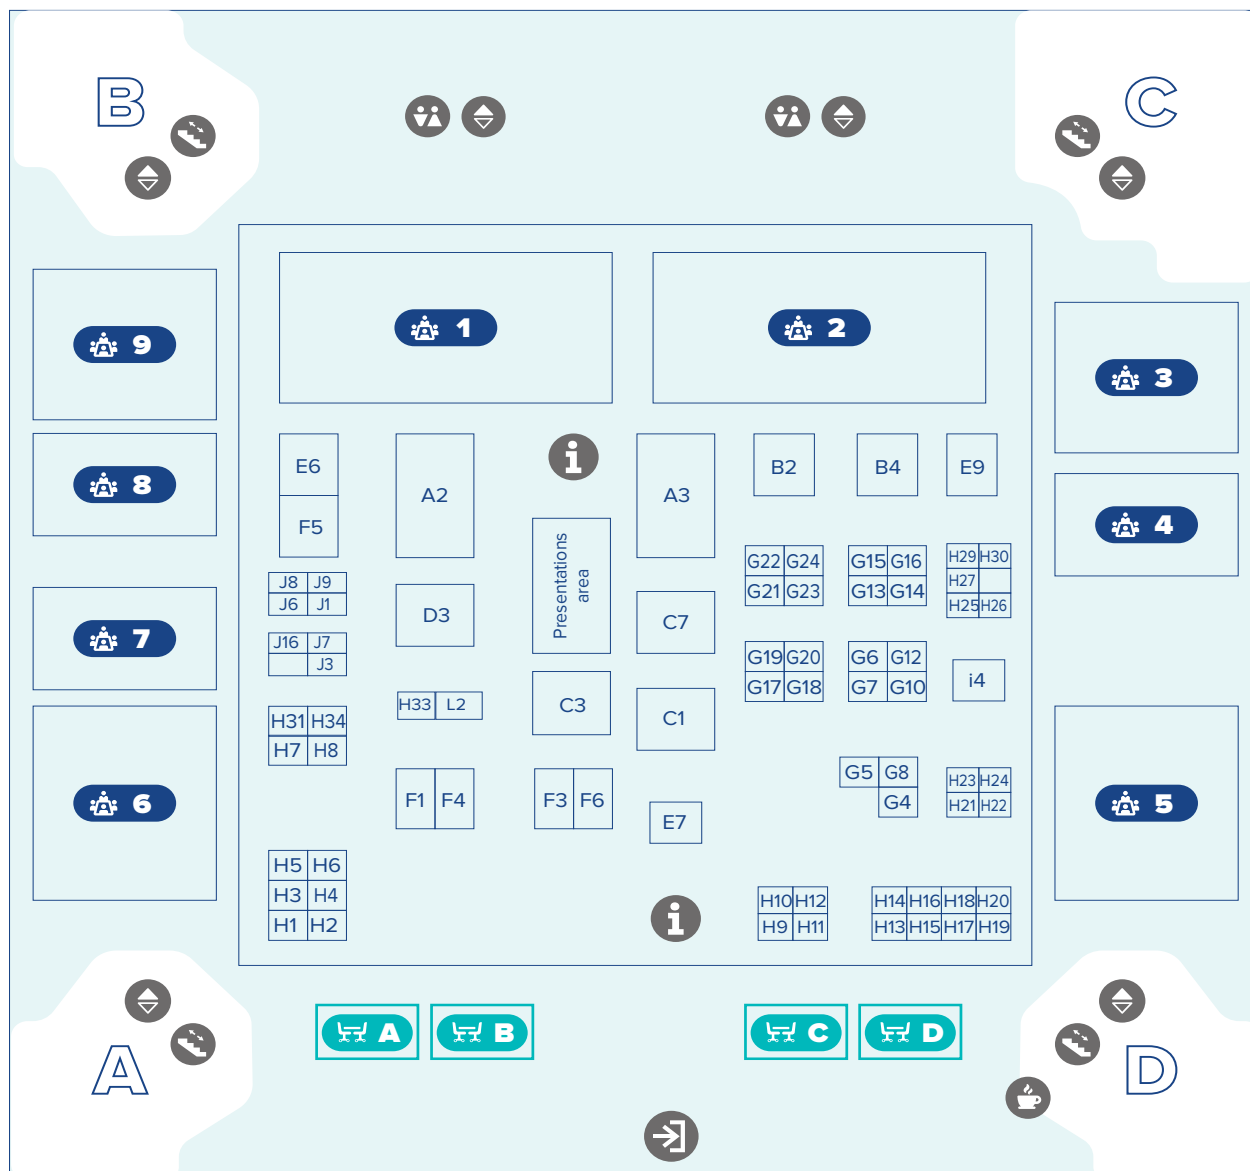 B
C
1
2
9
3
8
4
7
6
5
E6
F5
A2
A3
B2
B4
E9
Presentations
area
G22 G24
G21 G23
G15 G16
G13 G14
H29 H30
H27
H25 H26
J8 J9
J6 J1
D3
C7
J16 J7
J3
G19 G20
G17 G18
G6 G12
G7 G10
i4
H33 L2
C3
C1
H31 H34
H7 H8
F1 F4
F3 F6
E7
G5 G8
G4
H23 H24
H21 H22
H5 H6
H3 H4
H1 H2
H10 H12
H9 H11
H14 H16 H18 H20
H13 H15 H17 H19
A
B
C
D
A
D